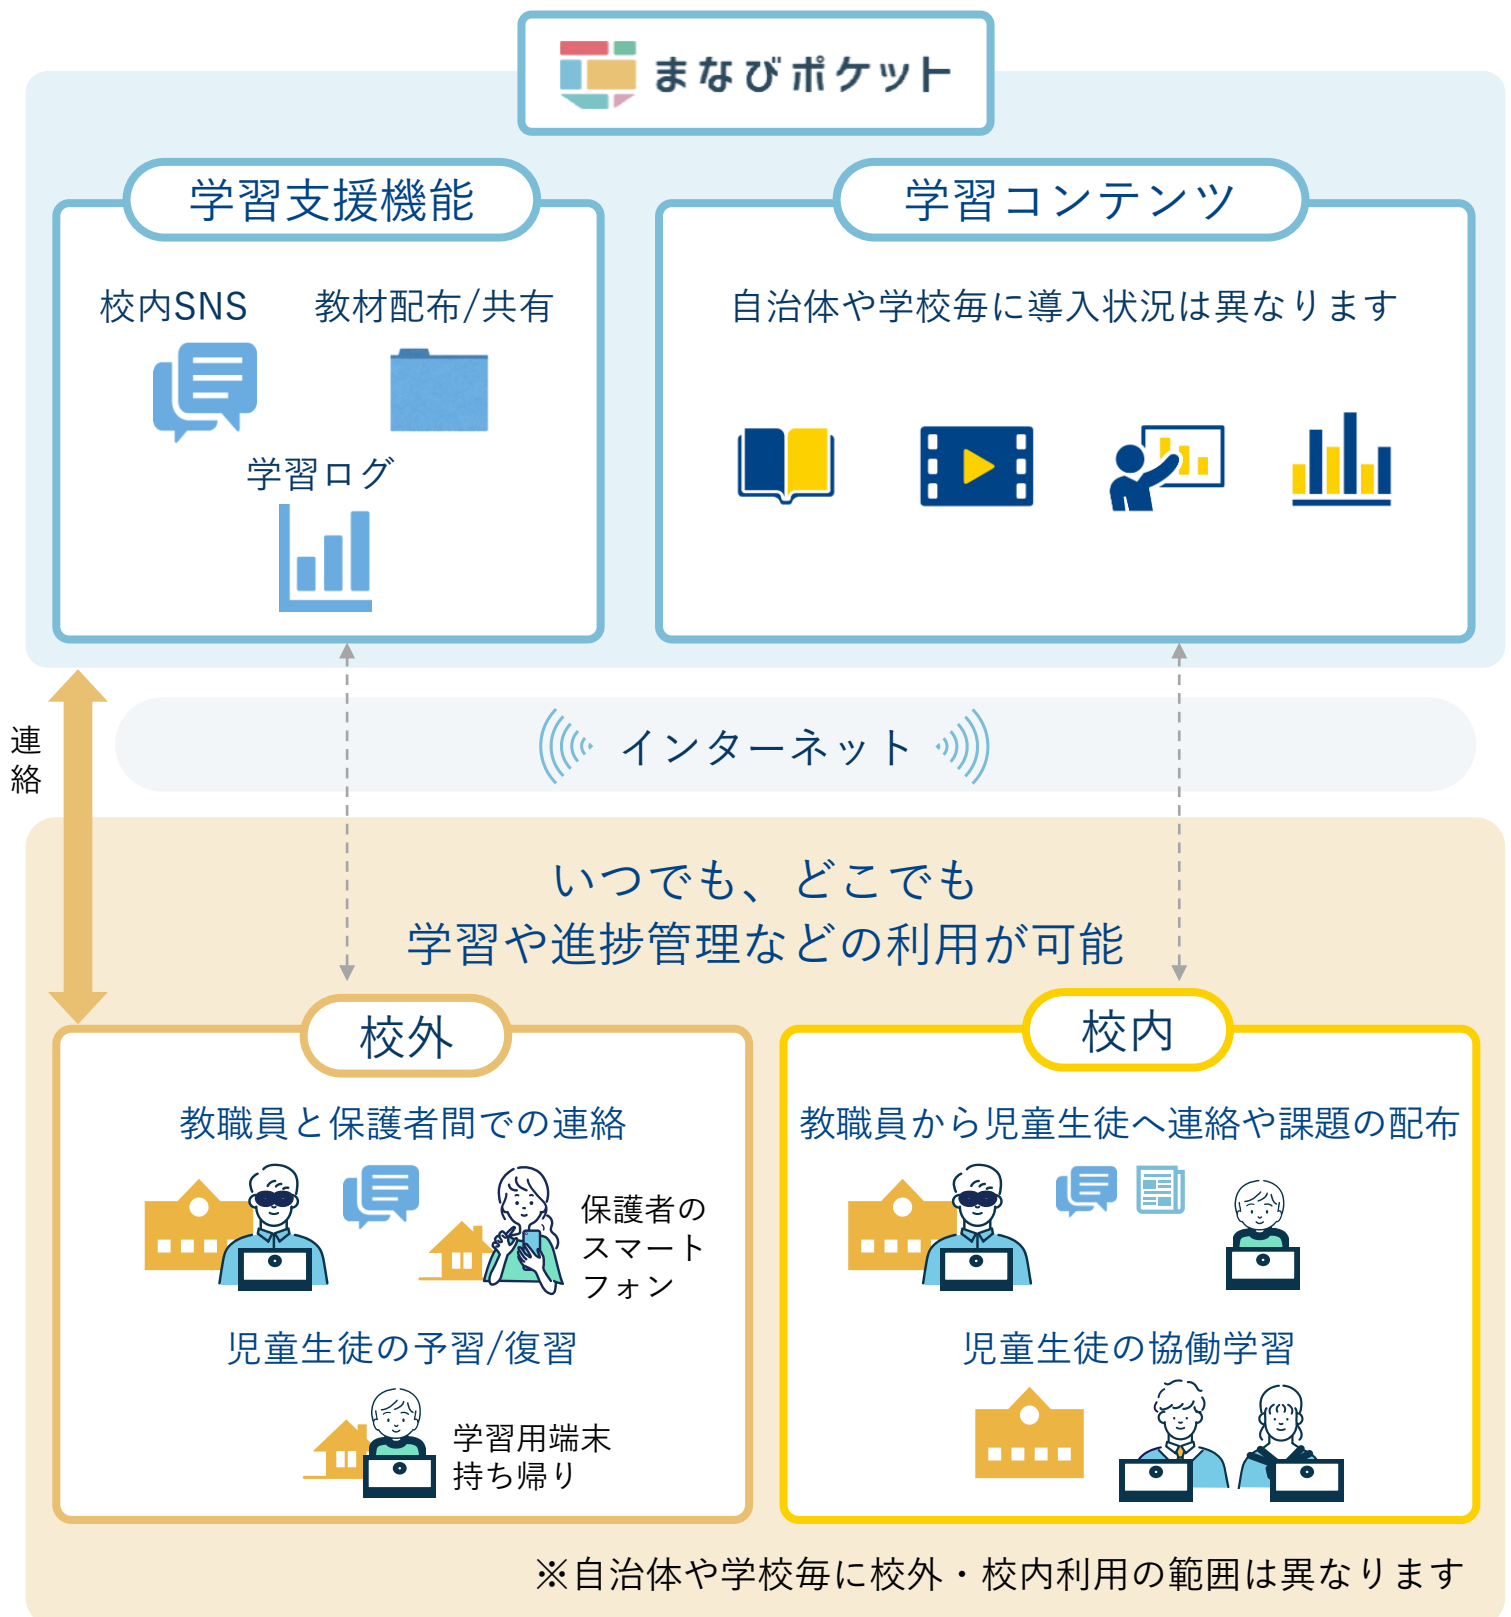 まなびポケット
学習支援機能
学習コンテンツ
校内SNS
教材配布/共有
学習ログ
自治体や学校毎に導入状況は異なります
連
絡
インターネット
いつでも、どこでも
学習や進捗管理などの利用が可能
校外
教職員と保護者間での連絡
保護者の
スマート
フォン
児童生徒の予習/復習
学習用端末
持ち帰り
校内
教職員から児童生徒へ連絡や課題の配布
児童生徒の協働学習
※自治体や学校毎に校外・校内利用の範囲は異なります